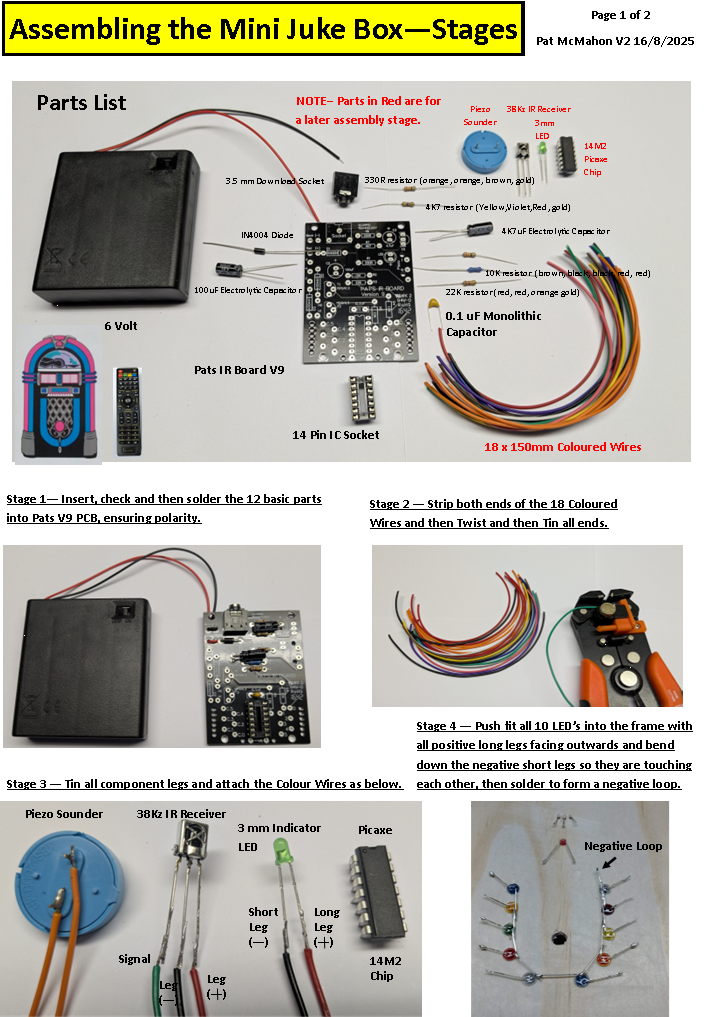 Assembling the Mini Juke Box—Stages
Page 1 of 2
Pat McMahon V2 16/8/2025
Parts List
NOTE– Parts in Red are for
a later assembly stage.
Piezo
Sounder
38Kz IR Receiver
3mm
LED
14M2
Picaxe
Chip
3.5 mm Download Socket
330R resistor (orange, orange, brown, gold)
4K7 resistor (Yellow,Violet,Red, gold)
IN4004 Diode
4K7uF Electrolytic Capacitor
10K resistor (brown, black, black, red, red)
100uF Electrolytic Capacitor
22K resistor(red, red, orange gold)
0.1 uF Monolithic
Capacitor
6 Volt
PAPS-IR-BOARD
Pats IR Board V9
14 Pin IC Socket
18 x 150mm Coloured Wires
Stage 1— Insert, check and then solder the 12 basic parts
into Pats V9 PCB, ensuring polarity.
Stage 2 — Strip both ends of the 18 Coloured
Wires and then Twist and then Tin all ends.
Stage 4 — Push fit all 10 LED’s into the frame with
all positive long legs facing outwards and bend
down the negative short legs so they are touching
each other, then solder to form a negative loop.
Stage 3 — Tin all component legs and attach the Colour Wires as below.
Piezo Sounder
38Kz IR Receiver
3 mm Indicator
LED
Picaxe
Short
Leg
(—)
Long
Leg
(+)
Signal
Leg
(—)
Leg
(+)
14M2
Chip
Negative Loop